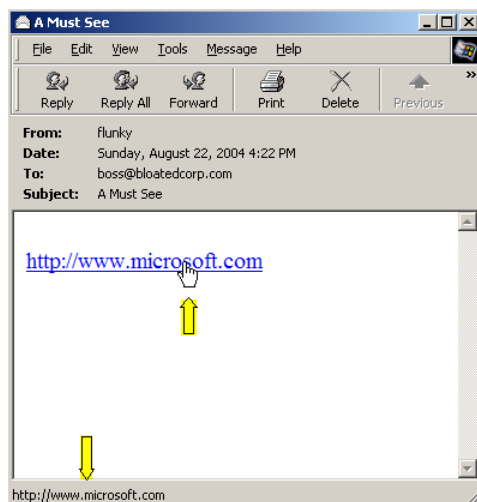 A Must See
File Edit View Tools Message Help
Reply Reply All Forward Print Delete Previous »
From: flunky
Date: Sunday, August 22, 2004 4:22 PM
To: boss@bloatedcorp.com
Subject: A Must See
http://www.microsoft.com
http://www.microsoft.com